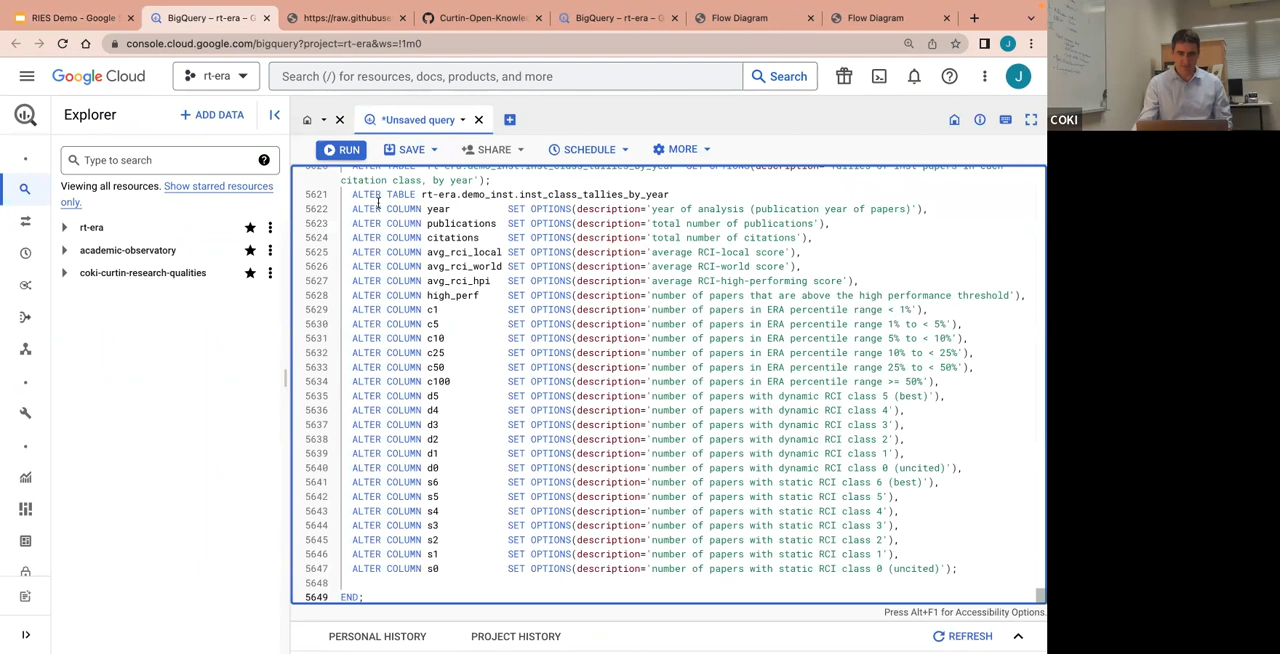 RIES Demo - Google
BigQuery – rt-era – G
https://raw.githubuse
Curtin-Open-Knowle
BigQuery – rt-era – G
Flow Diagram
Flow Diagram
console.cloud.google.com/bigquery?project=rt-era&ws=!1m0
J
Google Cloud
rt-era
Search (/) for resources, docs, products, and more
Search
J
Explorer
+ ADD DATA
*Unsaved query
Type to search
RUN
SAVE
SHARE
SCHEDULE
MORE
Viewing all resources. Show starred resources only.
rt-era
academic-observatory
coki-curtin-research-qualities
citation class, by year');
5621 ALTER TABLE rt-era.demo_inst.inst_class_tallies_by_year
5622 ALTER COLUMN year SET OPTIONS(description='year of analysis (publication year of papers)'),
5623 ALTER COLUMN publications SET OPTIONS(description='total number of publications'),
5624 ALTER COLUMN citations SET OPTIONS(description='total number of citations'),
5625 ALTER COLUMN avg_rci_local SET OPTIONS(description='average RCI-local score'),
5626 ALTER COLUMN avg_rci_world SET OPTIONS(description='average RCI-world score'),
5627 ALTER COLUMN avg_rci_hpi SET OPTIONS(description='average RCI-high-performing score'),
5628 ALTER COLUMN high_perf SET OPTIONS(description='number of papers that are above the high performance threshold'),
5629 ALTER COLUMN c1 SET OPTIONS(description='number of papers in ERA percentile range < 1%'),
5630 ALTER COLUMN c5 SET OPTIONS(description='number of papers in ERA percentile range 1% to < 5%'),
5631 ALTER COLUMN c10 SET OPTIONS(description='number of papers in ERA percentile range 5% to < 10%'),
5632 ALTER COLUMN c25 SET OPTIONS(description='number of papers in ERA percentile range 10% to < 25%'),
5633 ALTER COLUMN c50 SET OPTIONS(description='number of papers in ERA percentile range 25% to < 50%'),
5634 ALTER COLUMN c100 SET OPTIONS(description='number of papers in ERA percentile range >= 50%'),
5635 ALTER COLUMN d5 SET OPTIONS(description='number of papers with dynamic RCI class 5 (best)'),
5636 ALTER COLUMN d4 SET OPTIONS(description='number of papers with dynamic RCI class 4'),
5637 ALTER COLUMN d3 SET OPTIONS(description='number of papers with dynamic RCI class 3'),
5638 ALTER COLUMN d2 SET OPTIONS(description='number of papers with dynamic RCI class 2'),
5639 ALTER COLUMN d1 SET OPTIONS(description='number of papers with dynamic RCI class 1'),
5640 ALTER COLUMN d0 SET OPTIONS(description='number of papers with dynamic RCI class 0 (uncited)'),
5641 ALTER COLUMN s6 SET OPTIONS(description='number of papers with static RCI class 6 (best)'),
5642 ALTER COLUMN s5 SET OPTIONS(description='number of papers with static RCI class 5'),
5643 ALTER COLUMN s4 SET OPTIONS(description='number of papers with static RCI class 4'),
5644 ALTER COLUMN s3 SET OPTIONS(description='number of papers with static RCI class 3'),
5645 ALTER COLUMN s2 SET OPTIONS(description='number of papers with static RCI class 2'),
5646 ALTER COLUMN s1 SET OPTIONS(description='number of papers with static RCI class 1'),
5647 ALTER COLUMN s0 SET OPTIONS(description='number of papers with static RCI class 0 (uncited)');
5648
5649 END;
Press Alt+F1 for Accessibility Options.
PERSONAL HISTORY
PROJECT HISTORY
REFRESH
COKI